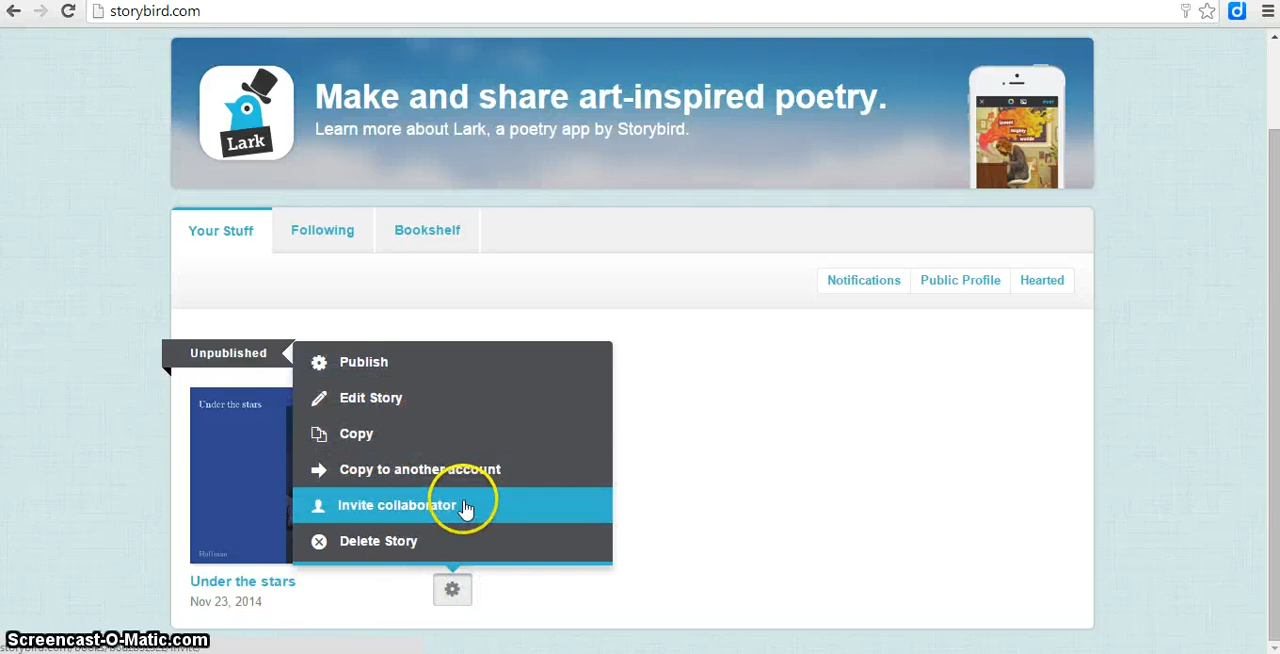 storybird.com
Make and share art-inspired poetry.
Learn more about Lark, a poetry app by Storybird.
Lark
Your Stuff
Following
Bookshelf
Notifications
Public Profile
Hearted
Unpublished
Publish
Edit Story
Copy
Copy to another account
Invite collaborator
Delete Story
Under the stars
Hoffman
Under the stars
Nov 23, 2014
Screencast-O-Matic.com